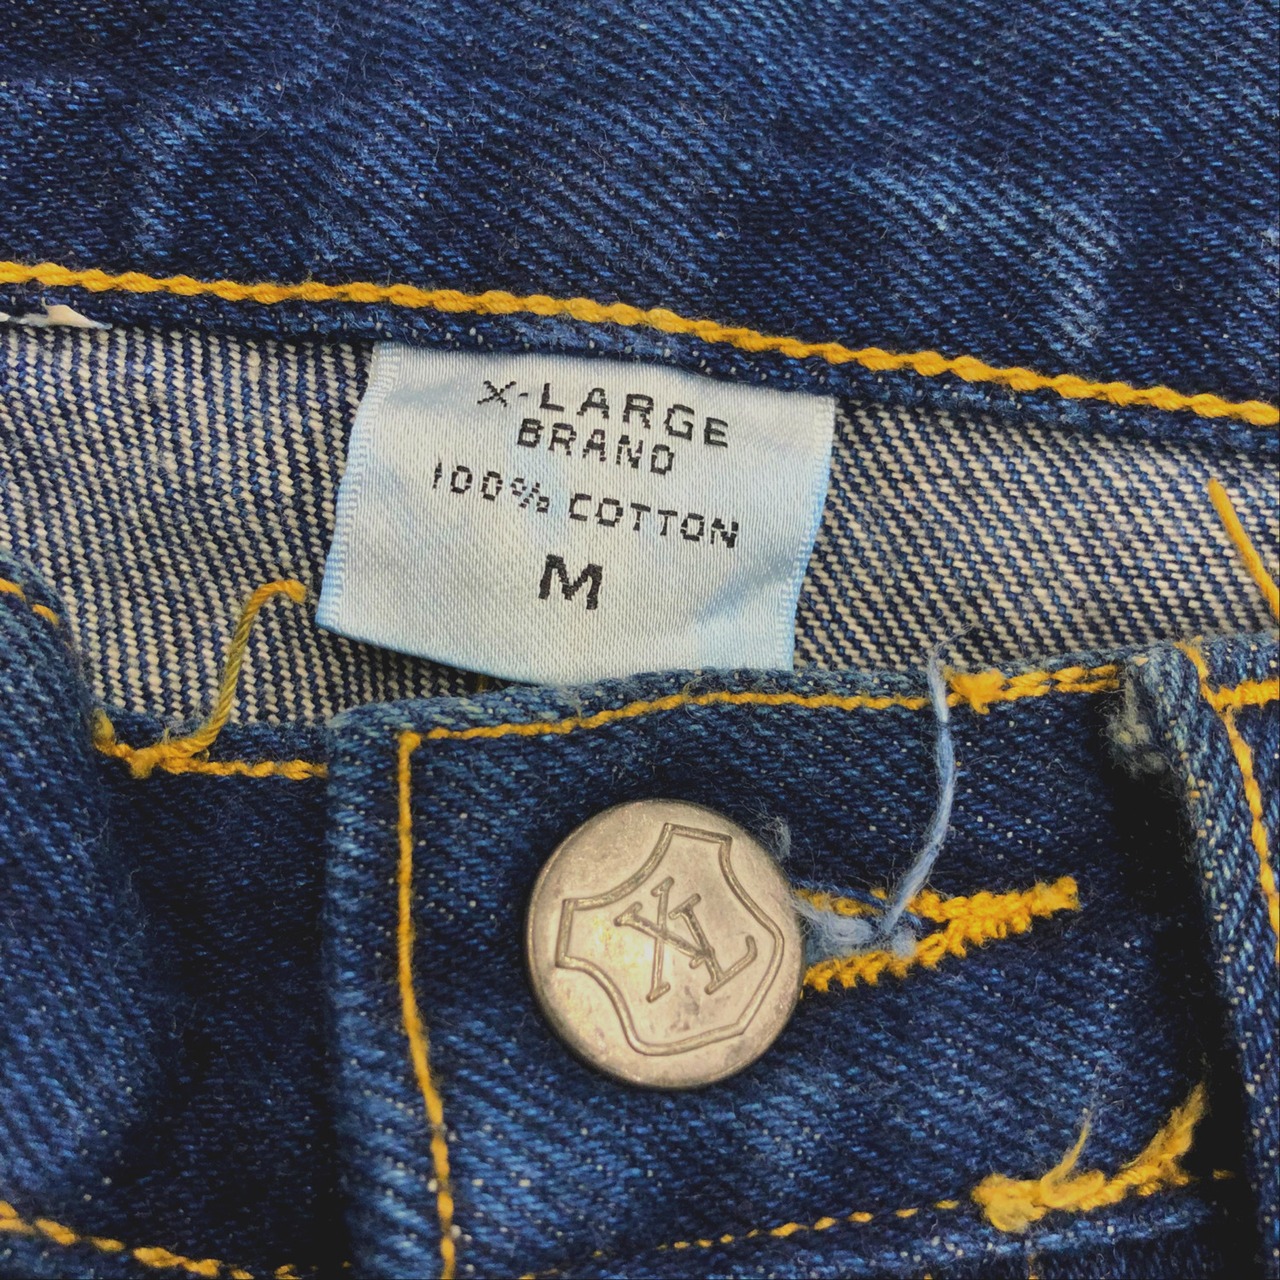 X-LARGE
BRAND
100% COTTON
M
XL